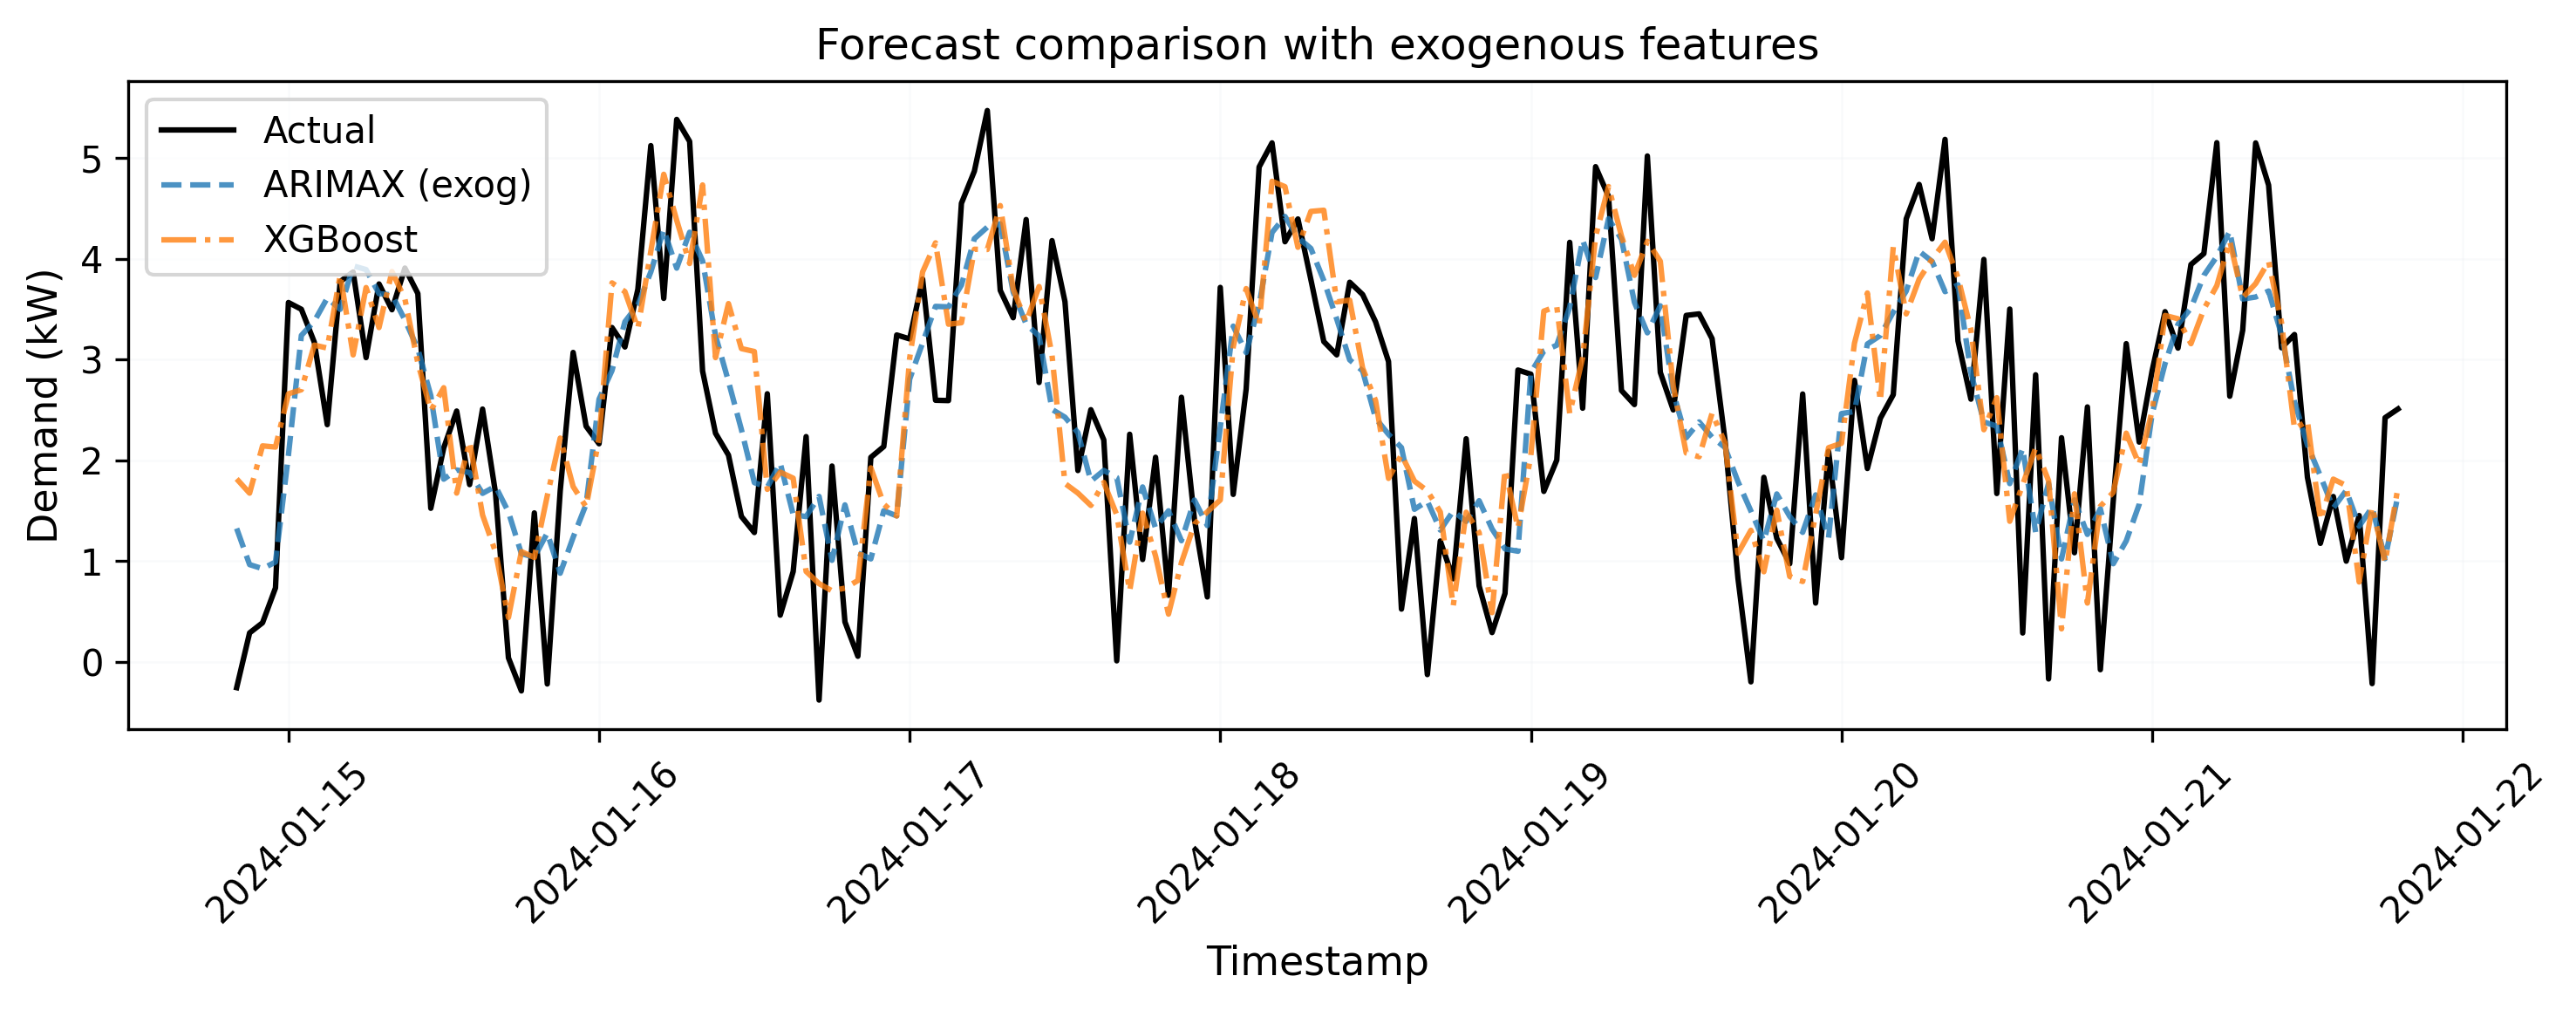 Forecast comparison with exogenous features
Actual
ARIMAX (exog)
XGBoost
Demand (kW)
5
4
3
2
1
0
2024-01-15
2024-01-16
2024-01-17
2024-01-18
2024-01-19
2024-01-20
2024-01-21
2024-01-22
Timestamp